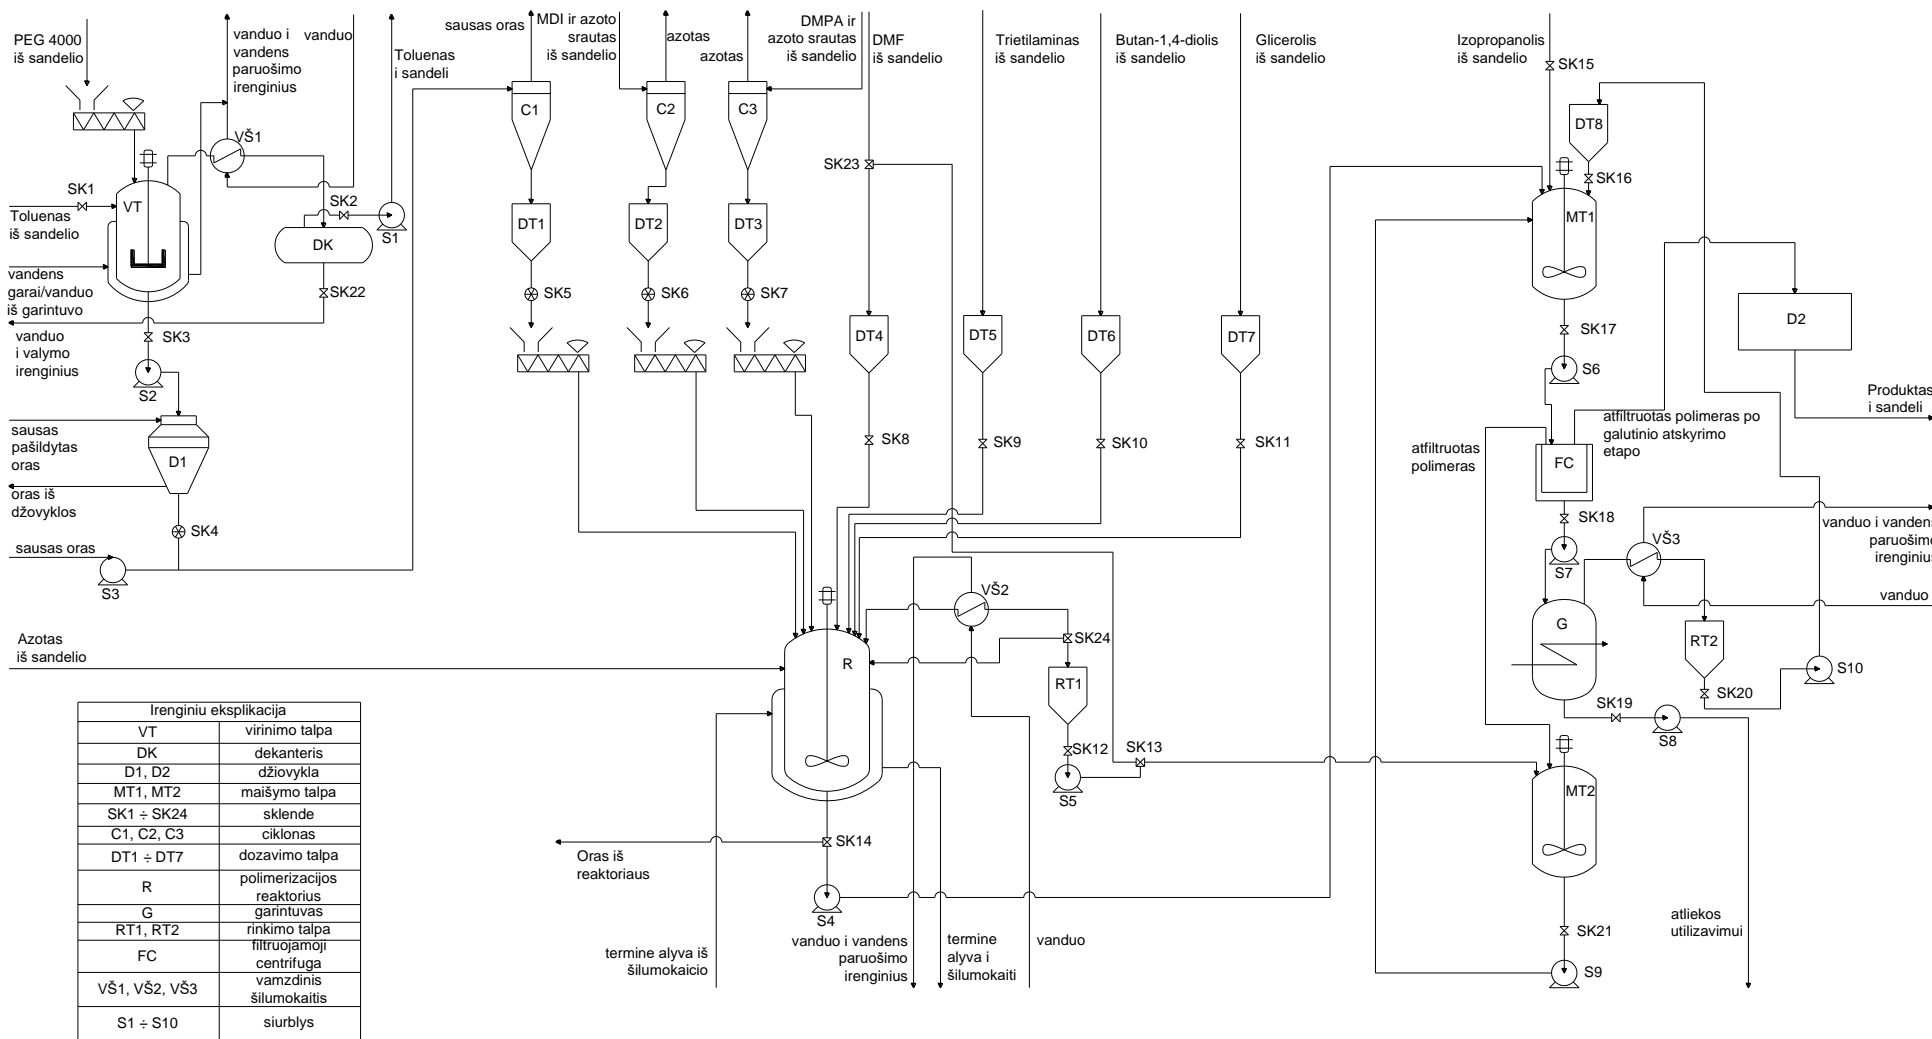 PEG 4000
iš sandelio
vanduo i
vandens
paruošimo
irenginius
vanduo
Toluenas
i sandeli
sausas oras
MDI ir azoto
srautas
iš sandelio
azotas
azotas
DMPA ir
azoto srautas
iš sandelio
DMF
iš sandelio
Trietilaminas
iš sandelio
Butan-1,4-diolis
iš sandelio
Glicerolis
iš sandelio
Izopropanolis
iš sandelio
SK15
C1
C2
C3
DT8
VŠ1
SK23
SK16
SK1
VT
SK2
S1
Toluenas
iš sandelio
DK
DT1
DT2
DT3
MT1
vandens
garai/vanduo
iš garintuvo
SK22
SK5
SK6
SK7
vanduo
i valymo
irenginius
SK3
S2
DT4
DT5
DT6
DT7
SK17
D2
S6
Produktas
i sandeli
sausas
pašildytas
oras
D1
SK8
SK9
SK10
SK11
atfiltruotas
polimeras
atfiltruotas polimeras po
galutinio atskyrimo
etapo
FC
oras iš
džovyklos
SK4
SK18
vanduo i vandens
paruošimo
irenginius
sausas oras
S3
S7
VŠ3
VŠ2
vanduo
Azotas
iš sandelio
R
SK24
G
RT2
RT1
S10
SK20
SK19
S8
SK12
SK13
S5
MT2
SK14
Oras iš
reaktoriaus
S4
termine alyva iš
šilumokaicio
vanduo i vandens
paruošimo
irenginius
termine
alyva i
šilumokaiti
vanduo
SK21
S9
atliekos
utilizavimui
Irenginiu eksplikacija
VT virinimo talpa
DK dekanteris
D1, D2 džiovykla
MT1, MT2 maišymo talpa
SK1 ÷ SK24 sklende
C1, C2, C3 ciklonas
DT1 ÷ DT7 dozavimo talpa
R polimerizacijos
reaktorius
G garintuvas
RT1, RT2 rinkimo talpa
FC filtruojamoji
centrifuga
VŠ1, VŠ2, VŠ3 vamzdinis
šilumokaitis
S1 ÷ S10 siurblys